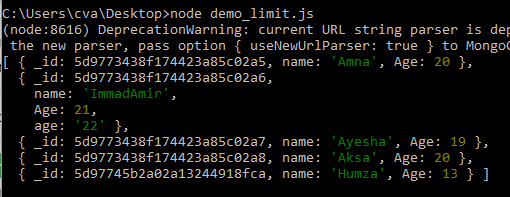 C:\Users\cva\Desktop>node demo_limit.js
(node:8616) DeprecationWarning: current URL string parser is dep
the new parser, pass option { useNewUrlParser: true } to MongoC
[ { _id: 5d9773438f174423a85c02a5, name: 'Amna', Age: 20 },
{ _id: 5d9773438f174423a85c02a6,
name: 'ImmadAmir',
Age: 21,
age: '22' },
{ _id: 5d9773438f174423a85c02a7, name: 'Ayesha', Age: 19 },
{ _id: 5d9773438f174423a85c02a8, name: 'Aksa', Age: 20 },
{ _id: 5d97745b2a02a13244918fca, name: 'Humza', Age: 13 } ]